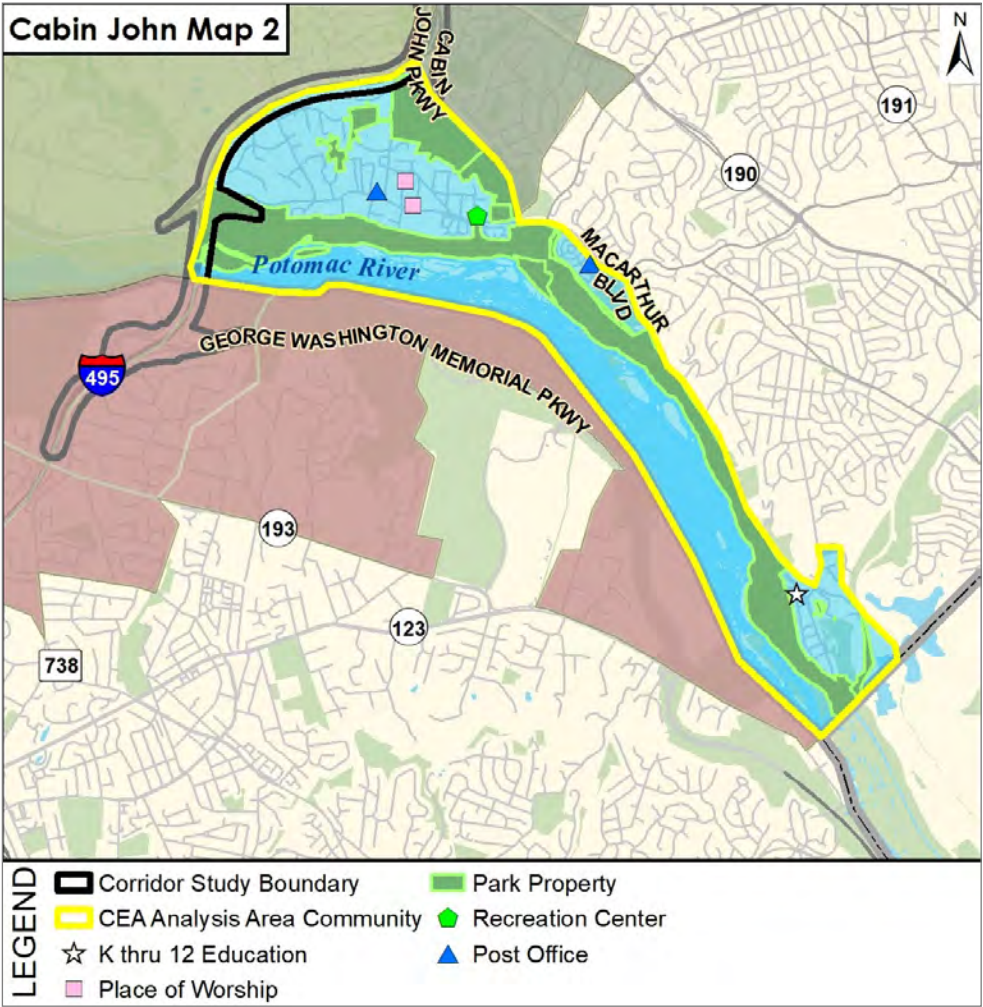 Cabin John Map 2
N
CABIN
JOHN PKWY
191
190
MACARTHUR
BLVD
Potomac River
GEORGE WASHINGTON MEMORIAL PKWY
495
193
123
738
LEGEND
Corridor Study Boundary
Park Property
CEA Analysis Area Community
Recreation Center
K thru 12 Education
Post Office
Place of Worship